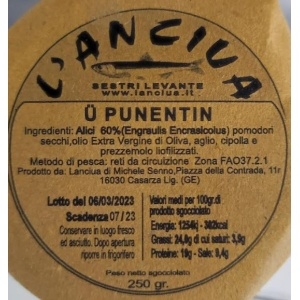 L'ANCIUA
SESTRI LEVANTE
www.lanciua.it
Ü PUNENTIN
Ingredienti: Alici 60%(Engraulis Encrasicolus) pomodori
secchi,olio Extra Vergine di Oliva, aglio, cipolla e
prezzemolo liofilizzati.
Metodo di pesca: reti da circuizione Zona FAO37.2.1
Prodotto da: Lanciua di Michele Senno,Piazza della Contrada, 11r
16030 Casarza Lig. (GE)
Lotto del 06/03/2023
Scadenza 07 / 23
Conservare in luogo fresco
ed asciutto. Dopo apertura
riporre in frigorifero
Valori medi per 100gr.di
prodotto sgocciolato
Energia: 1254kj - 302kcal
Grassi: 24,9g di cui saturi: 3,9g
Proteine: 19g - Sale: 9,4g
Peso netto sgocciolato
250 gr.